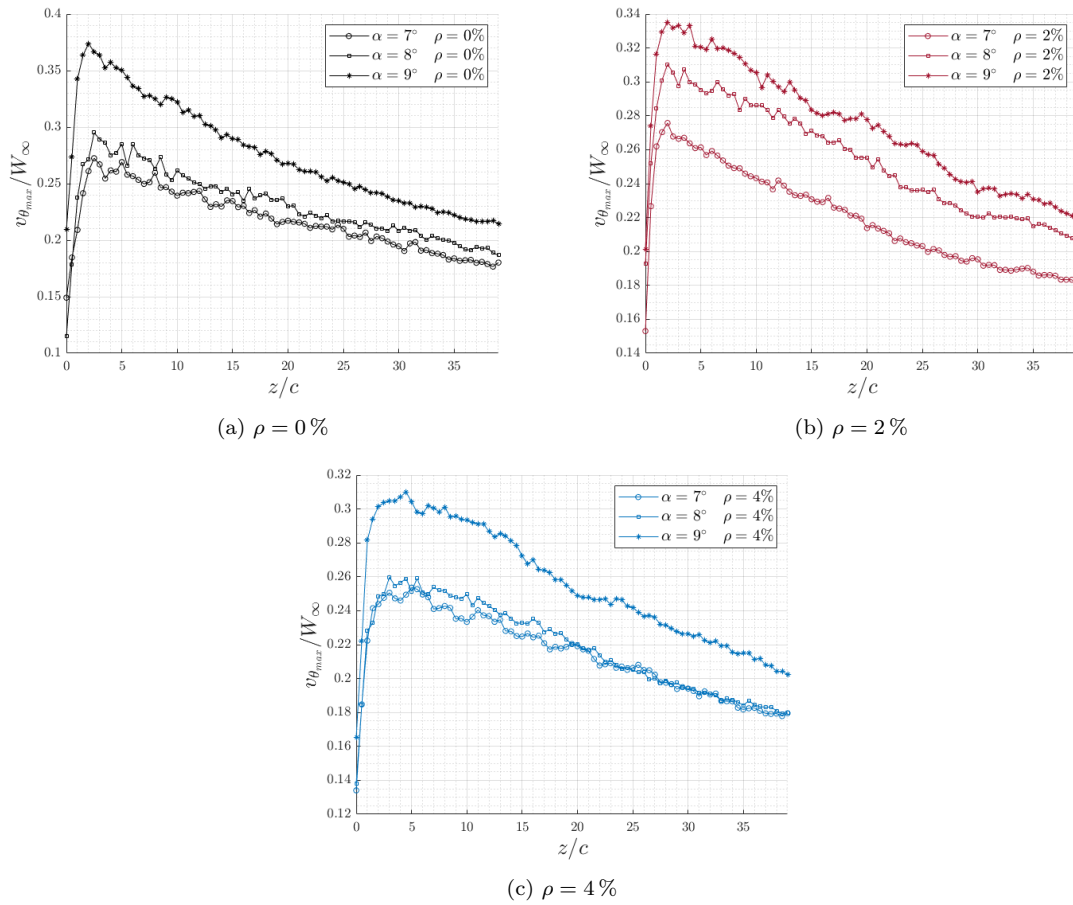 0.4
0.35
0.3
0.25
0.2
0.15
0.1
v_{θ_{max}}/W_∞
α = 7° ρ = 0%
α = 8° ρ = 0%
α = 9° ρ = 0%
0 5 10 15 20 25 30 35
z/c
(a) ρ = 0 %
0.34
0.32
0.3
0.28
0.26
0.24
0.22
0.2
0.18
0.16
0.14
v_{θ_{max}}/W_∞
α = 7° ρ = 2%
α = 8° ρ = 2%
α = 9° ρ = 2%
0 5 10 15 20 25 30 35
z/c
(b) ρ = 2 %
0.32
0.3
0.28
0.26
0.24
0.22
0.2
0.18
0.16
0.14
0.12
v_{θ_{max}}/W_∞
α = 7° ρ = 4%
α = 8° ρ = 4%
α = 9° ρ = 4%
0 5 10 15 20 25 30 35
z/c
(c) ρ = 4 %